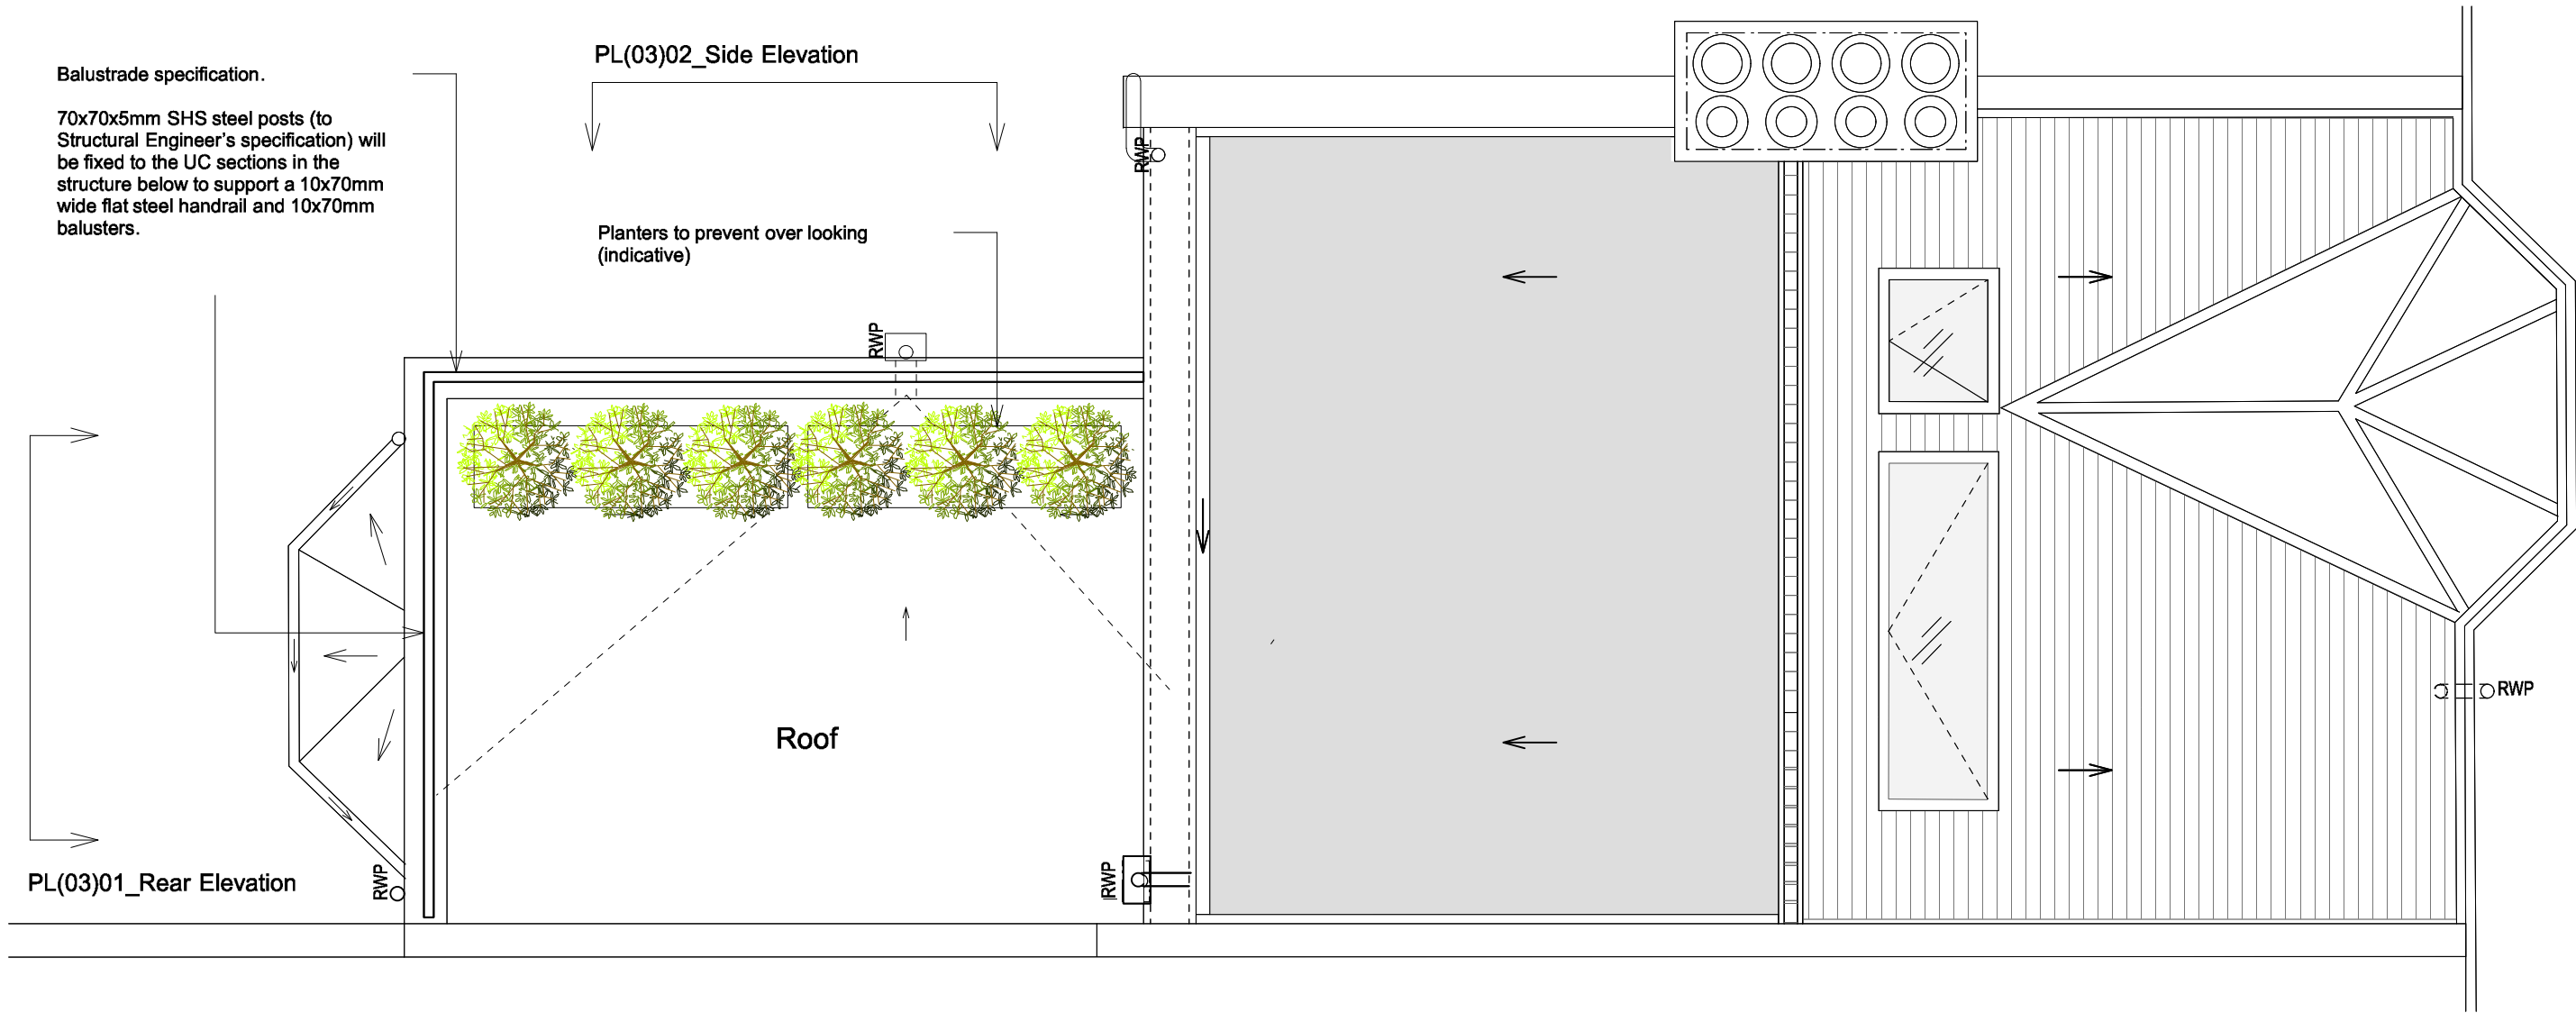 PL(03)02_Side Elevation
Balustrade specification.
70x70x5mm SHS steel posts (to
Structural Engineer's specification) will
be fixed to the UC sections in the
structure below to support a 10x70mm
wide flat steel handrail and 10x70mm
balusters.
Planters to prevent over looking
(indicative)
RWP
RWP
RWP
Roof
PL(03)01_Rear Elevation
RWP
RWP